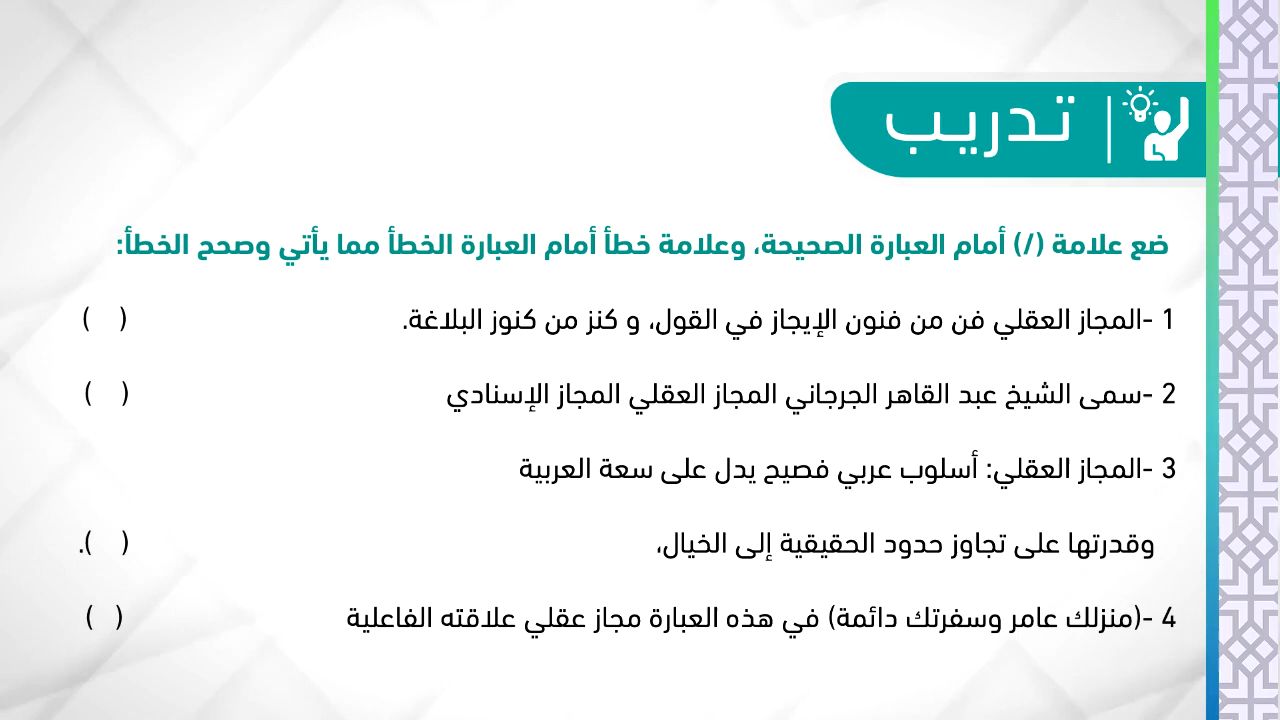 تدريب
ضع علامة (/) أمام العبارة الصحيحة، وعلامة خطأ أمام العبارة الخطأ مما يأتي وصحح الخطأ:
1 -المجاز العقلي فن من فنون الإيجاز في القول، و كنز من كنوز البلاغة. ( )
2 -سمى الشيخ عبد القاهر الجرجاني المجاز العقلي المجاز الإسنادي ( )
3 -المجاز العقلي: أسلوب عربي فصيح يدل على سعة العربية
وقدرتها على تجاوز حدود الحقيقية إلى الخيال، ( ).
4 -(منزلك عامر وسفرتك دائمة) في هذه العبارة مجاز عقلي علاقته الفاعلية ( )